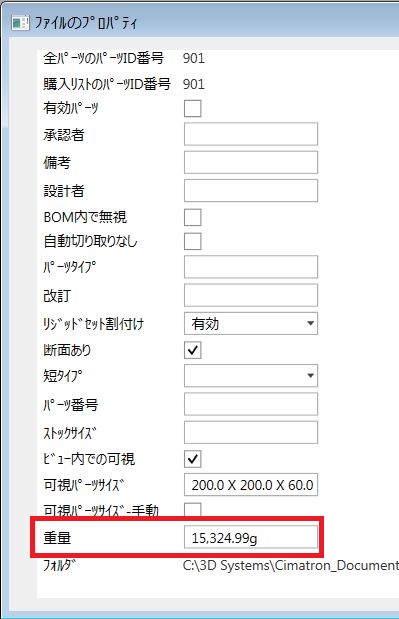 ﾌｧｲﾙのﾌﾟﾛﾊﾟﾃｨ
全ﾊﾟｰﾂのﾊﾟｰﾂID番号 901
購入ﾘｽﾄのﾊﾟｰﾂID番号 901
有効ﾊﾟｰﾂ
承認者
備考
設計者
BOM内で無視
自動切り取りなし
ﾊﾟｰﾂﾀｲﾌﾟ
改訂
ﾘｼﾞｯﾄﾞｾｯﾄ割付け 有効
断面あり
短ﾀｲﾌﾟ
ﾊﾟｰﾂ番号
ｽﾄｯｸｻｲｽﾞ
ﾋﾞｭｰ内での可視
可視ﾊﾟｰﾂｻｲｽﾞ 200.0 X 200.0 X 60.0
可視ﾊﾟｰﾂｻｲｽﾞ-手動
重量 15,324.99g
ﾌｫﾙﾀﾞ C:\3D Systems\Cimatron_Document